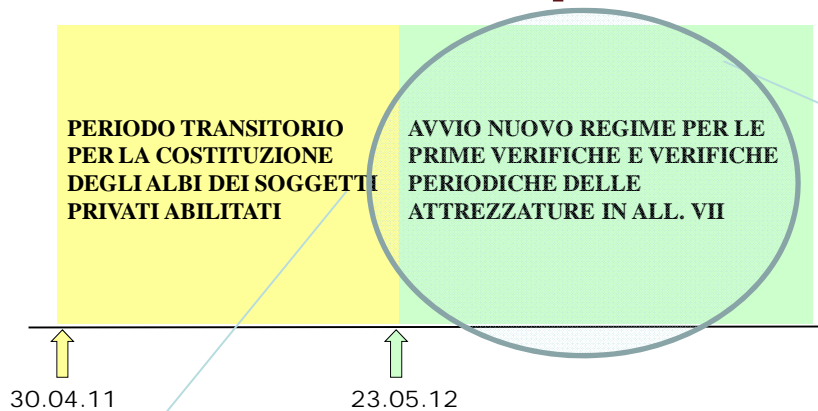 PERIODO TRANSITORIO
PER LA COSTITUZIONE
DEGLI ALBI DEI SOGGETTI
PRIVATI ABILITATI
AVVIO NUOVO REGIME PER LE
PRIME VERIFICHE E VERIFICHE
PERIODICHE DELLE
ATTREZZATURE IN ALL. VII
30.04.11
23.05.12